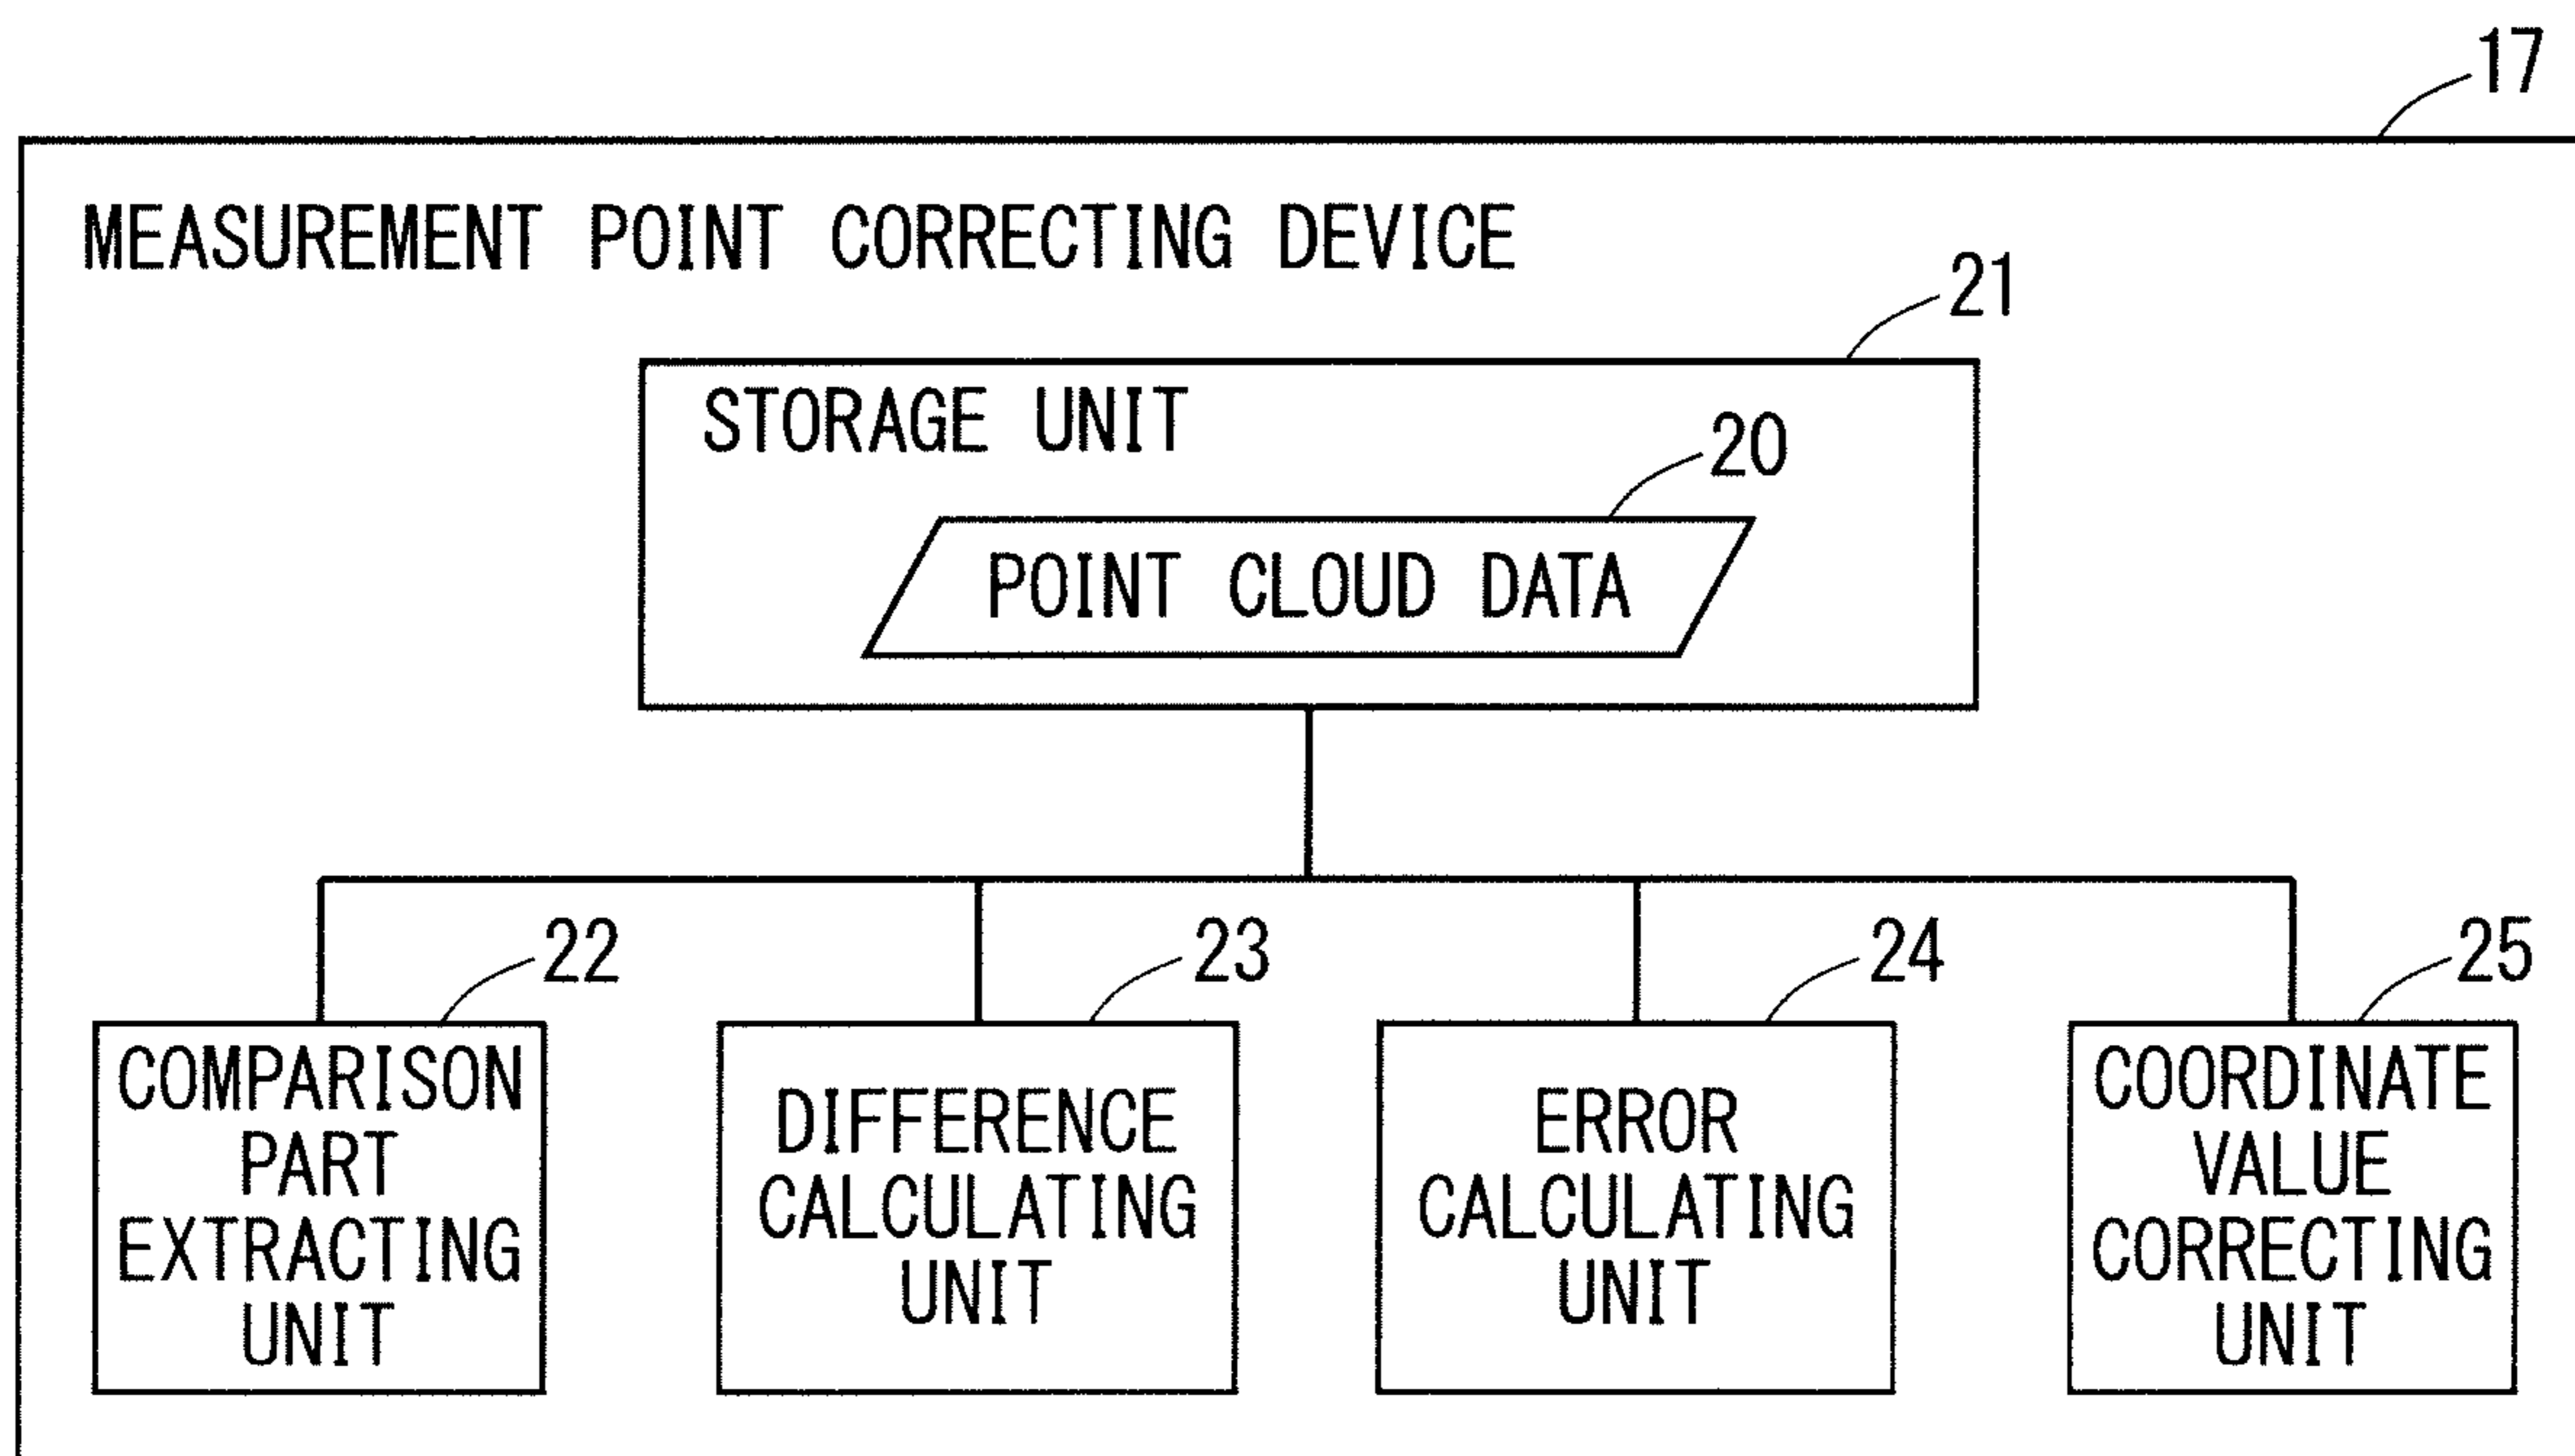 17
MEASUREMENT POINT CORRECTING DEVICE
21
STORAGE UNIT
20
POINT CLOUD DATA
22
23
24
25
COMPARISON
PART
EXTRACTING
UNIT
DIFFERENCE
CALCULATING
UNIT
ERROR
CALCULATING
UNIT
COORDINATE
VALUE
CORRECTING
UNIT